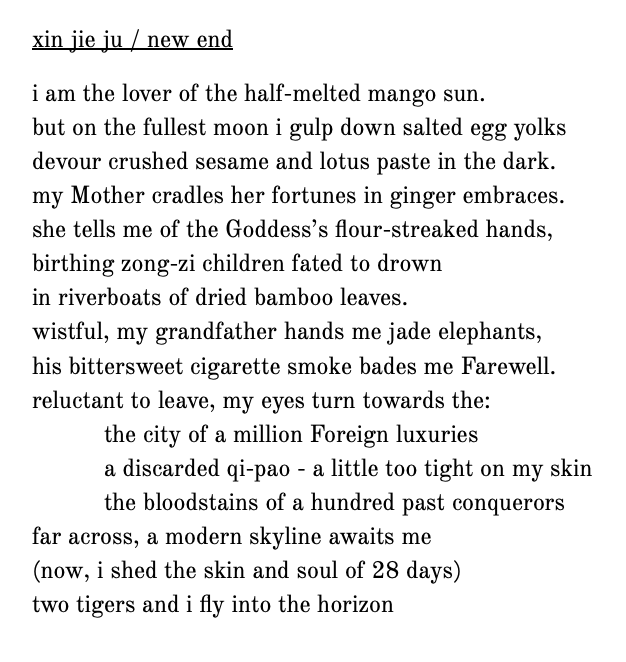 xin jie ju / new end
i am the lover of the half-melted mango sun.
but on the fullest moon i gulp down salted egg yolks
devour crushed sesame and lotus paste in the dark.
my Mother cradles her fortunes in ginger embraces.
she tells me of the Goddess’s flour-streaked hands,
birthing zong-zi children fated to drown
in riverboats of dried bamboo leaves.
wistful, my grandfather hands me jade elephants,
his bittersweet cigarette smoke bades me Farewell.
reluctant to leave, my eyes turn towards the:
the city of a million Foreign luxuries
a discarded qi-pao - a little too tight on my skin
the bloodstains of a hundred past conquerors
far across, a modern skyline awaits me
(now, i shed the skin and soul of 28 days)
two tigers and i fly into the horizon